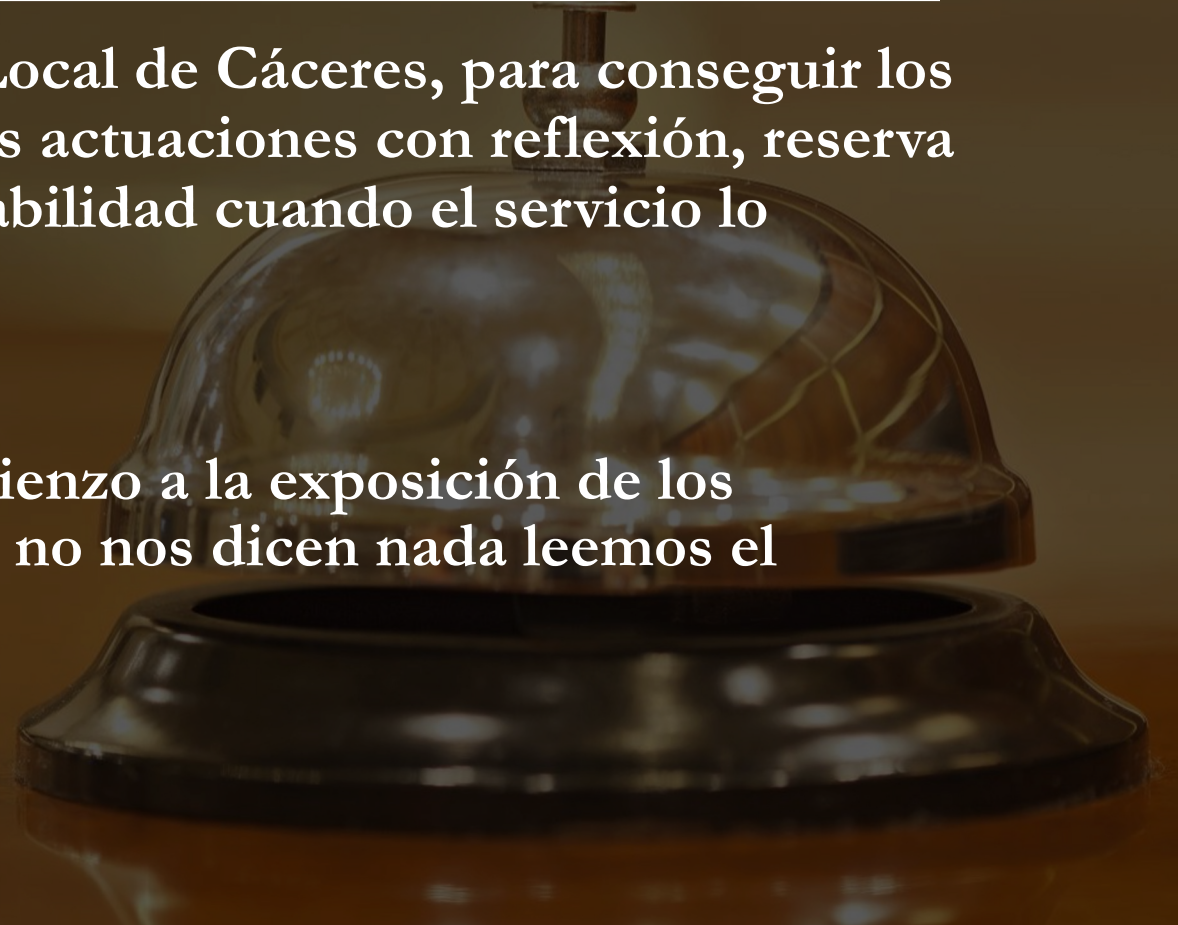 Local de Cáceres, para conseguir los
s actuaciones con reflexión, reserva
abilidad cuando el servicio lo
ienzo a la exposición de los
no nos dicen nada leemos el